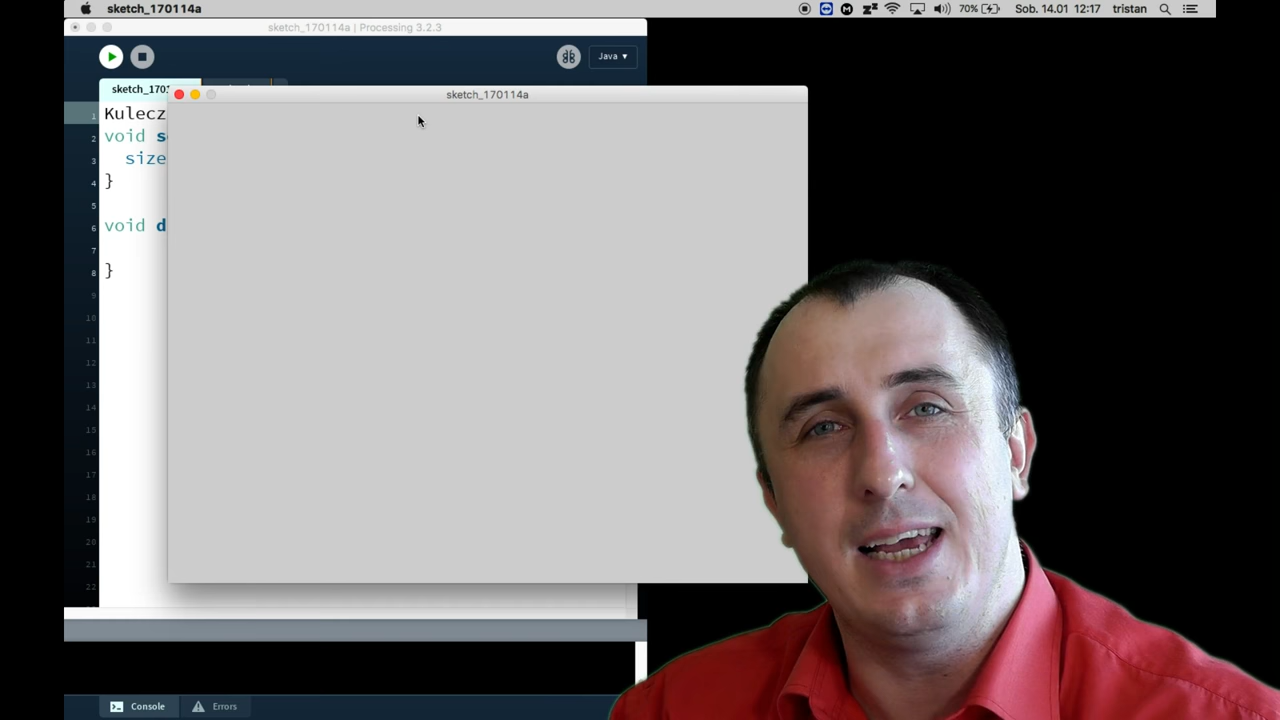 sketch_170114a
70%
Sob. 14.01 12:17
tristan
sketch_170114a | Processing 3.2.3
Java ▾
sketch_170114a
1 Kulecz
2 void s
3 size
4 }
5
6 void d
7
8 }
9
10
11
12
13
14
15
16
17
18
19
20
21
22
Console
Errors